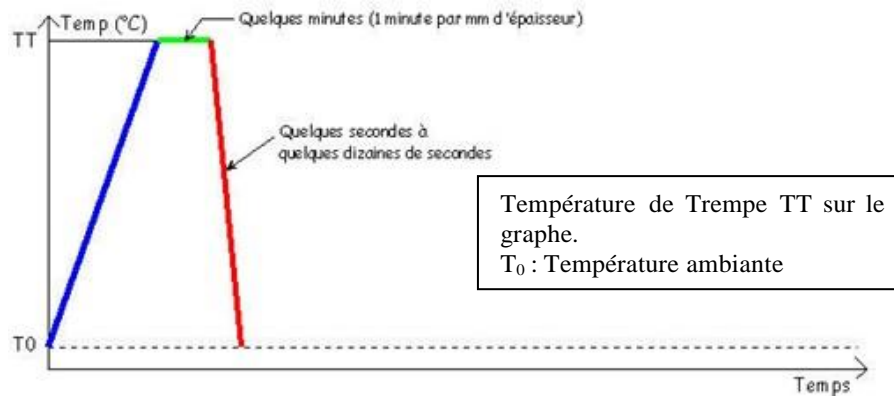 Temp (°C)
Quelques minutes (1 minute par mm d'épaisseur)
TT
Quelques secondes à
quelques dizaines de secondes
Température de Trempe TT sur le
graphe.
T₀ : Température ambiante
T0
Temps